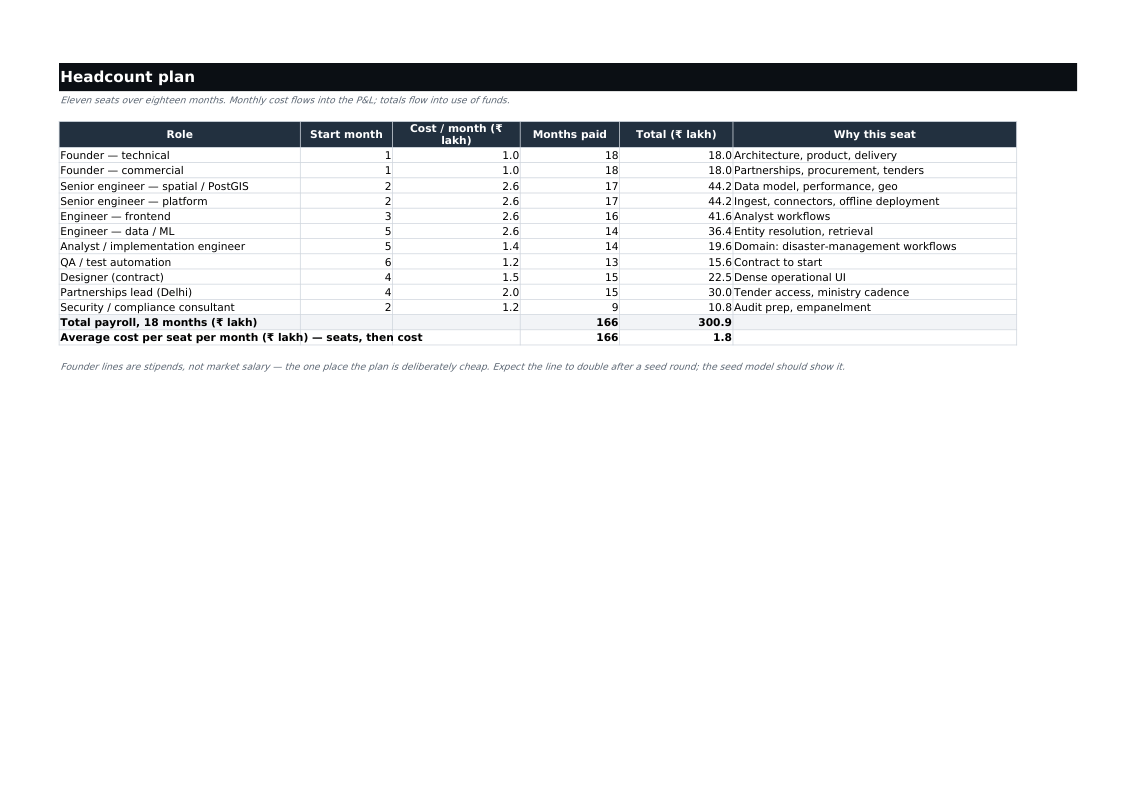 Headcount plan
Eleven seats over eighteen months. Monthly cost flows into the P&L; totals flow into use of funds.
Role Start month Cost / month (₹ lakh) Months paid Total (₹ lakh) Why this seat
Founder — technical 1 1.0 18 18.0 Architecture, product, delivery
Founder — commercial 1 1.0 18 18.0 Partnerships, procurement, tenders
Senior engineer — spatial / PostGIS 2 2.6 17 44.2 Data model, performance, geo
Senior engineer — platform 2 2.6 17 44.2 Ingest, connectors, offline deployment
Engineer — frontend 3 2.6 16 41.6 Analyst workflows
Engineer — data / ML 5 2.6 14 36.4 Entity resolution, retrieval
Analyst / implementation engineer 5 1.4 14 19.6 Domain: disaster-management workflows
QA / test automation 6 1.2 13 15.6 Contract to start
Designer (contract) 4 1.5 15 22.5 Dense operational UI
Partnerships lead (Delhi) 4 2.0 15 30.0 Tender access, ministry cadence
Security / compliance consultant 2 1.2 9 10.8 Audit prep, empanelment
Total payroll, 18 months (₹ lakh) 166 300.9
Average cost per seat per month (₹ lakh) — seats, then cost 166 1.8
Founder lines are stipends, not market salary — the one place the plan is deliberately cheap. Expect the line to double after a seed round; the seed model should show it.